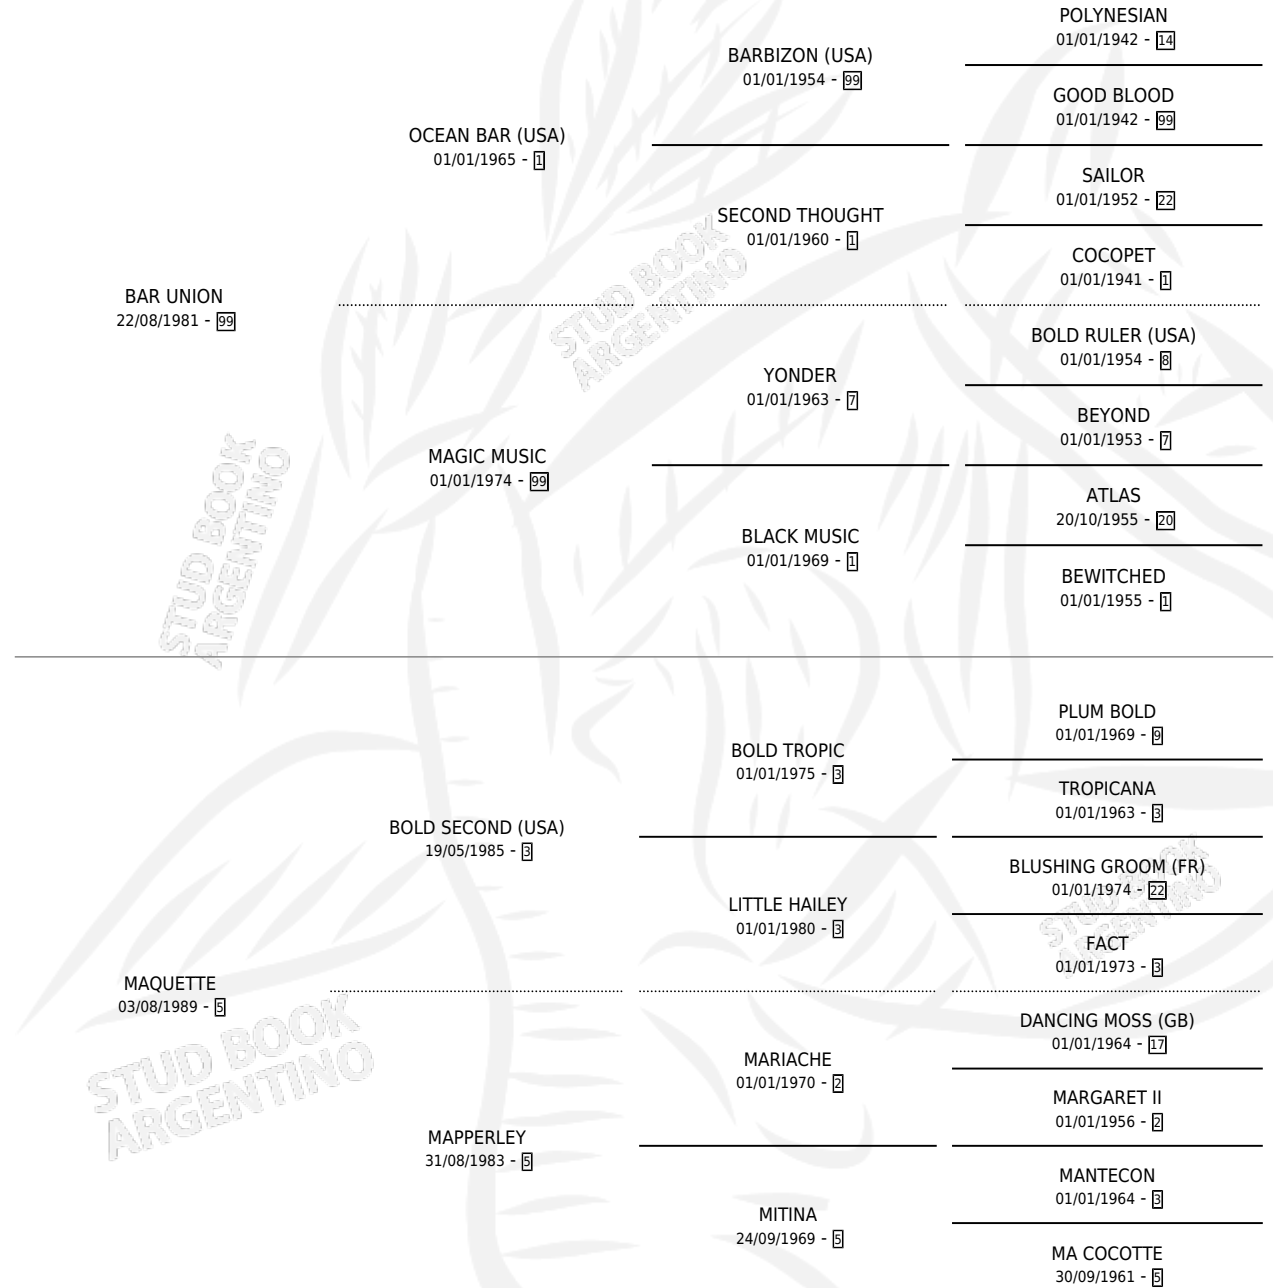 POLYNESIAN
01/01/1942 - 14
BARBIZON (USA)
01/01/1954 - 99
GOOD BLOOD
01/01/1942 - 99
OCEAN BAR (USA)
01/01/1965 - 1
SAILOR
01/01/1952 - 22
SECOND THOUGHT
01/01/1960 - 1
COCOPET
01/01/1941 - 1
BAR UNION
22/08/1981 - 99
BOLD RULER (USA)
01/01/1954 - 8
YONDER
01/01/1963 - 7
BEYOND
01/01/1953 - 7
MAGIC MUSIC
01/01/1974 - 99
ATLAS
20/10/1955 - 20
BLACK MUSIC
01/01/1969 - 1
BEWITCHED
01/01/1955 - 1
PLUM BOLD
01/01/1969 - 9
BOLD TROPIC
01/01/1975 - 3
TROPICANA
01/01/1963 - 3
BOLD SECOND (USA)
19/05/1985 - 3
BLUSHING GROOM (FR)
01/01/1974 - 22
LITTLE HAILEY
01/01/1980 - 3
FACT
01/01/1973 - 3
MAQUETTE
03/08/1989 - 5
DANCING MOSS (GB)
01/01/1964 - 17
MARIACHE
01/01/1970 - 2
MARGARET II
01/01/1956 - 2
MAPPERLEY
31/08/1983 - 5
MANTECON
01/01/1964 - 3
MITINA
24/09/1969 - 5
MA COCOTTE
30/09/1961 - 5
STUD BOOK
ARGENTINO
STUD BOOK
ARGENTINO
STUD BOOK
ARGENTINO
STUD BOOK
ARGENTINO